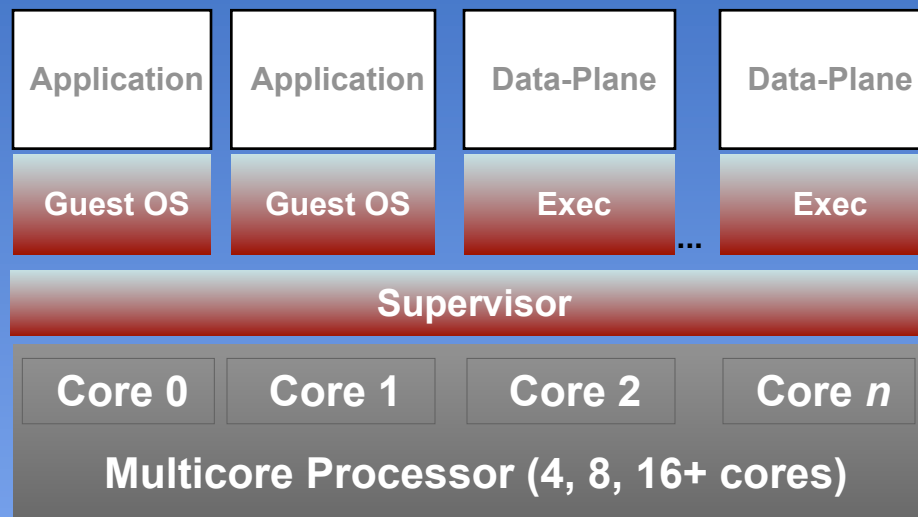 Application Application Data-Plane Data-Plane
Guest OS Guest OS Exec ... Exec
Supervisor
Core 0 Core 1 Core 2 Core n
Multicore Processor (4, 8, 16+ cores)